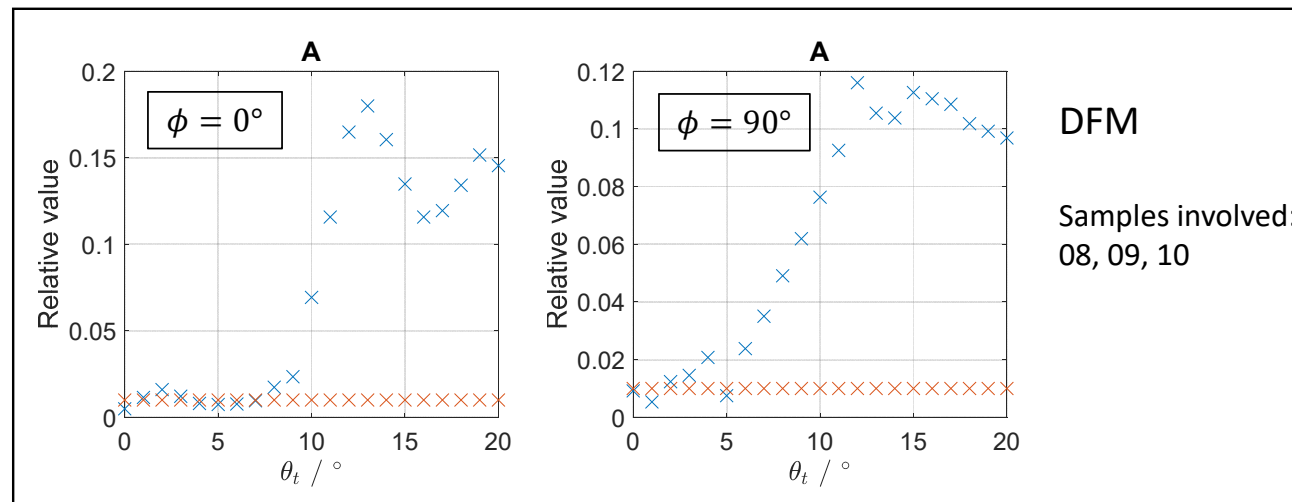 A
ϕ = 0°
Relative value
0.2
0.15
0.1
0.05
0
0 5 10 15 20
θt / °
A
ϕ = 90°
Relative value
0.12
0.1
0.08
0.06
0.04
0.02
0
0 5 10 15 20
θt / °
DFM
Samples involved:
08, 09, 10